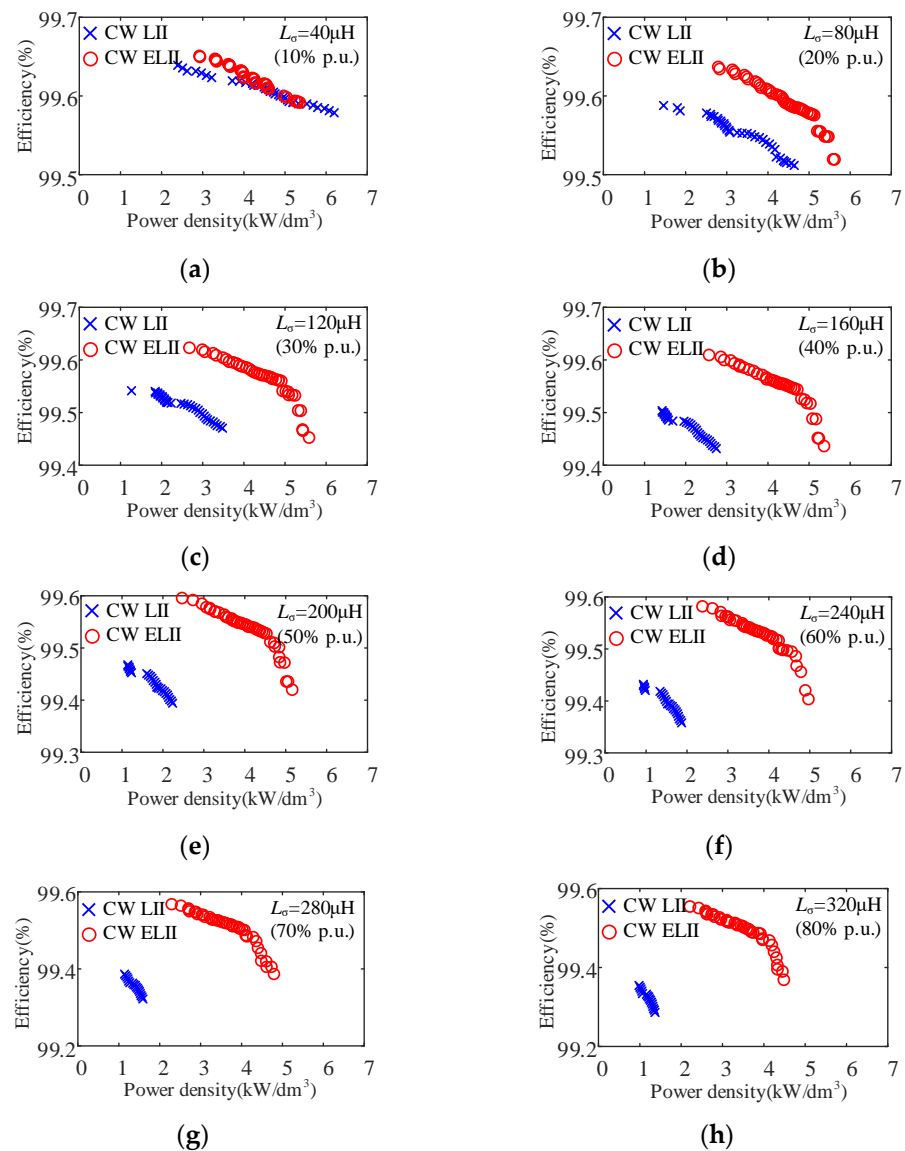 99.7
CW LII
Lσ=40μH
CW ELII
(10% p.u.)
99.6
99.5
Efficiency(%)
0 1 2 3 4 5 6 7
Power density(kW/dm³)
(a)
99.7
CW LII
Lσ=80μH
CW ELII
(20% p.u.)
99.6
99.5
Efficiency(%)
0 1 2 3 4 5 6 7
Power density(kW/dm³)
(b)
99.7
CW LII
Lσ=120μH
CW ELII
(30% p.u.)
99.6
99.5
99.4
Efficiency(%)
0 1 2 3 4 5 6 7
Power density(kW/dm³)
(c)
99.7
CW LII
Lσ=160μH
CW ELII
(40% p.u.)
99.6
99.5
99.4
Efficiency(%)
0 1 2 3 4 5 6 7
Power density(kW/dm³)
(d)
99.6
CW LII
Lσ=200μH
CW ELII
(50% p.u.)
99.5
99.4
99.3
Efficiency(%)
0 1 2 3 4 5 6 7
Power density(kW/dm³)
(e)
99.6
CW LII
Lσ=240μH
CW ELII
(60% p.u.)
99.5
99.4
99.3
Efficiency(%)
0 1 2 3 4 5 6 7
Power density(kW/dm³)
(f)
99.6
CW LII
Lσ=280μH
CW ELII
(70% p.u.)
99.4
99.2
Efficiency(%)
0 1 2 3 4 5 6 7
Power density(kW/dm³)
(g)
99.6
CW LII
Lσ=320μH
CW ELII
(80% p.u.)
99.4
99.2
Efficiency(%)
0 1 2 3 4 5 6 7
Power density(kW/dm³)
(h)